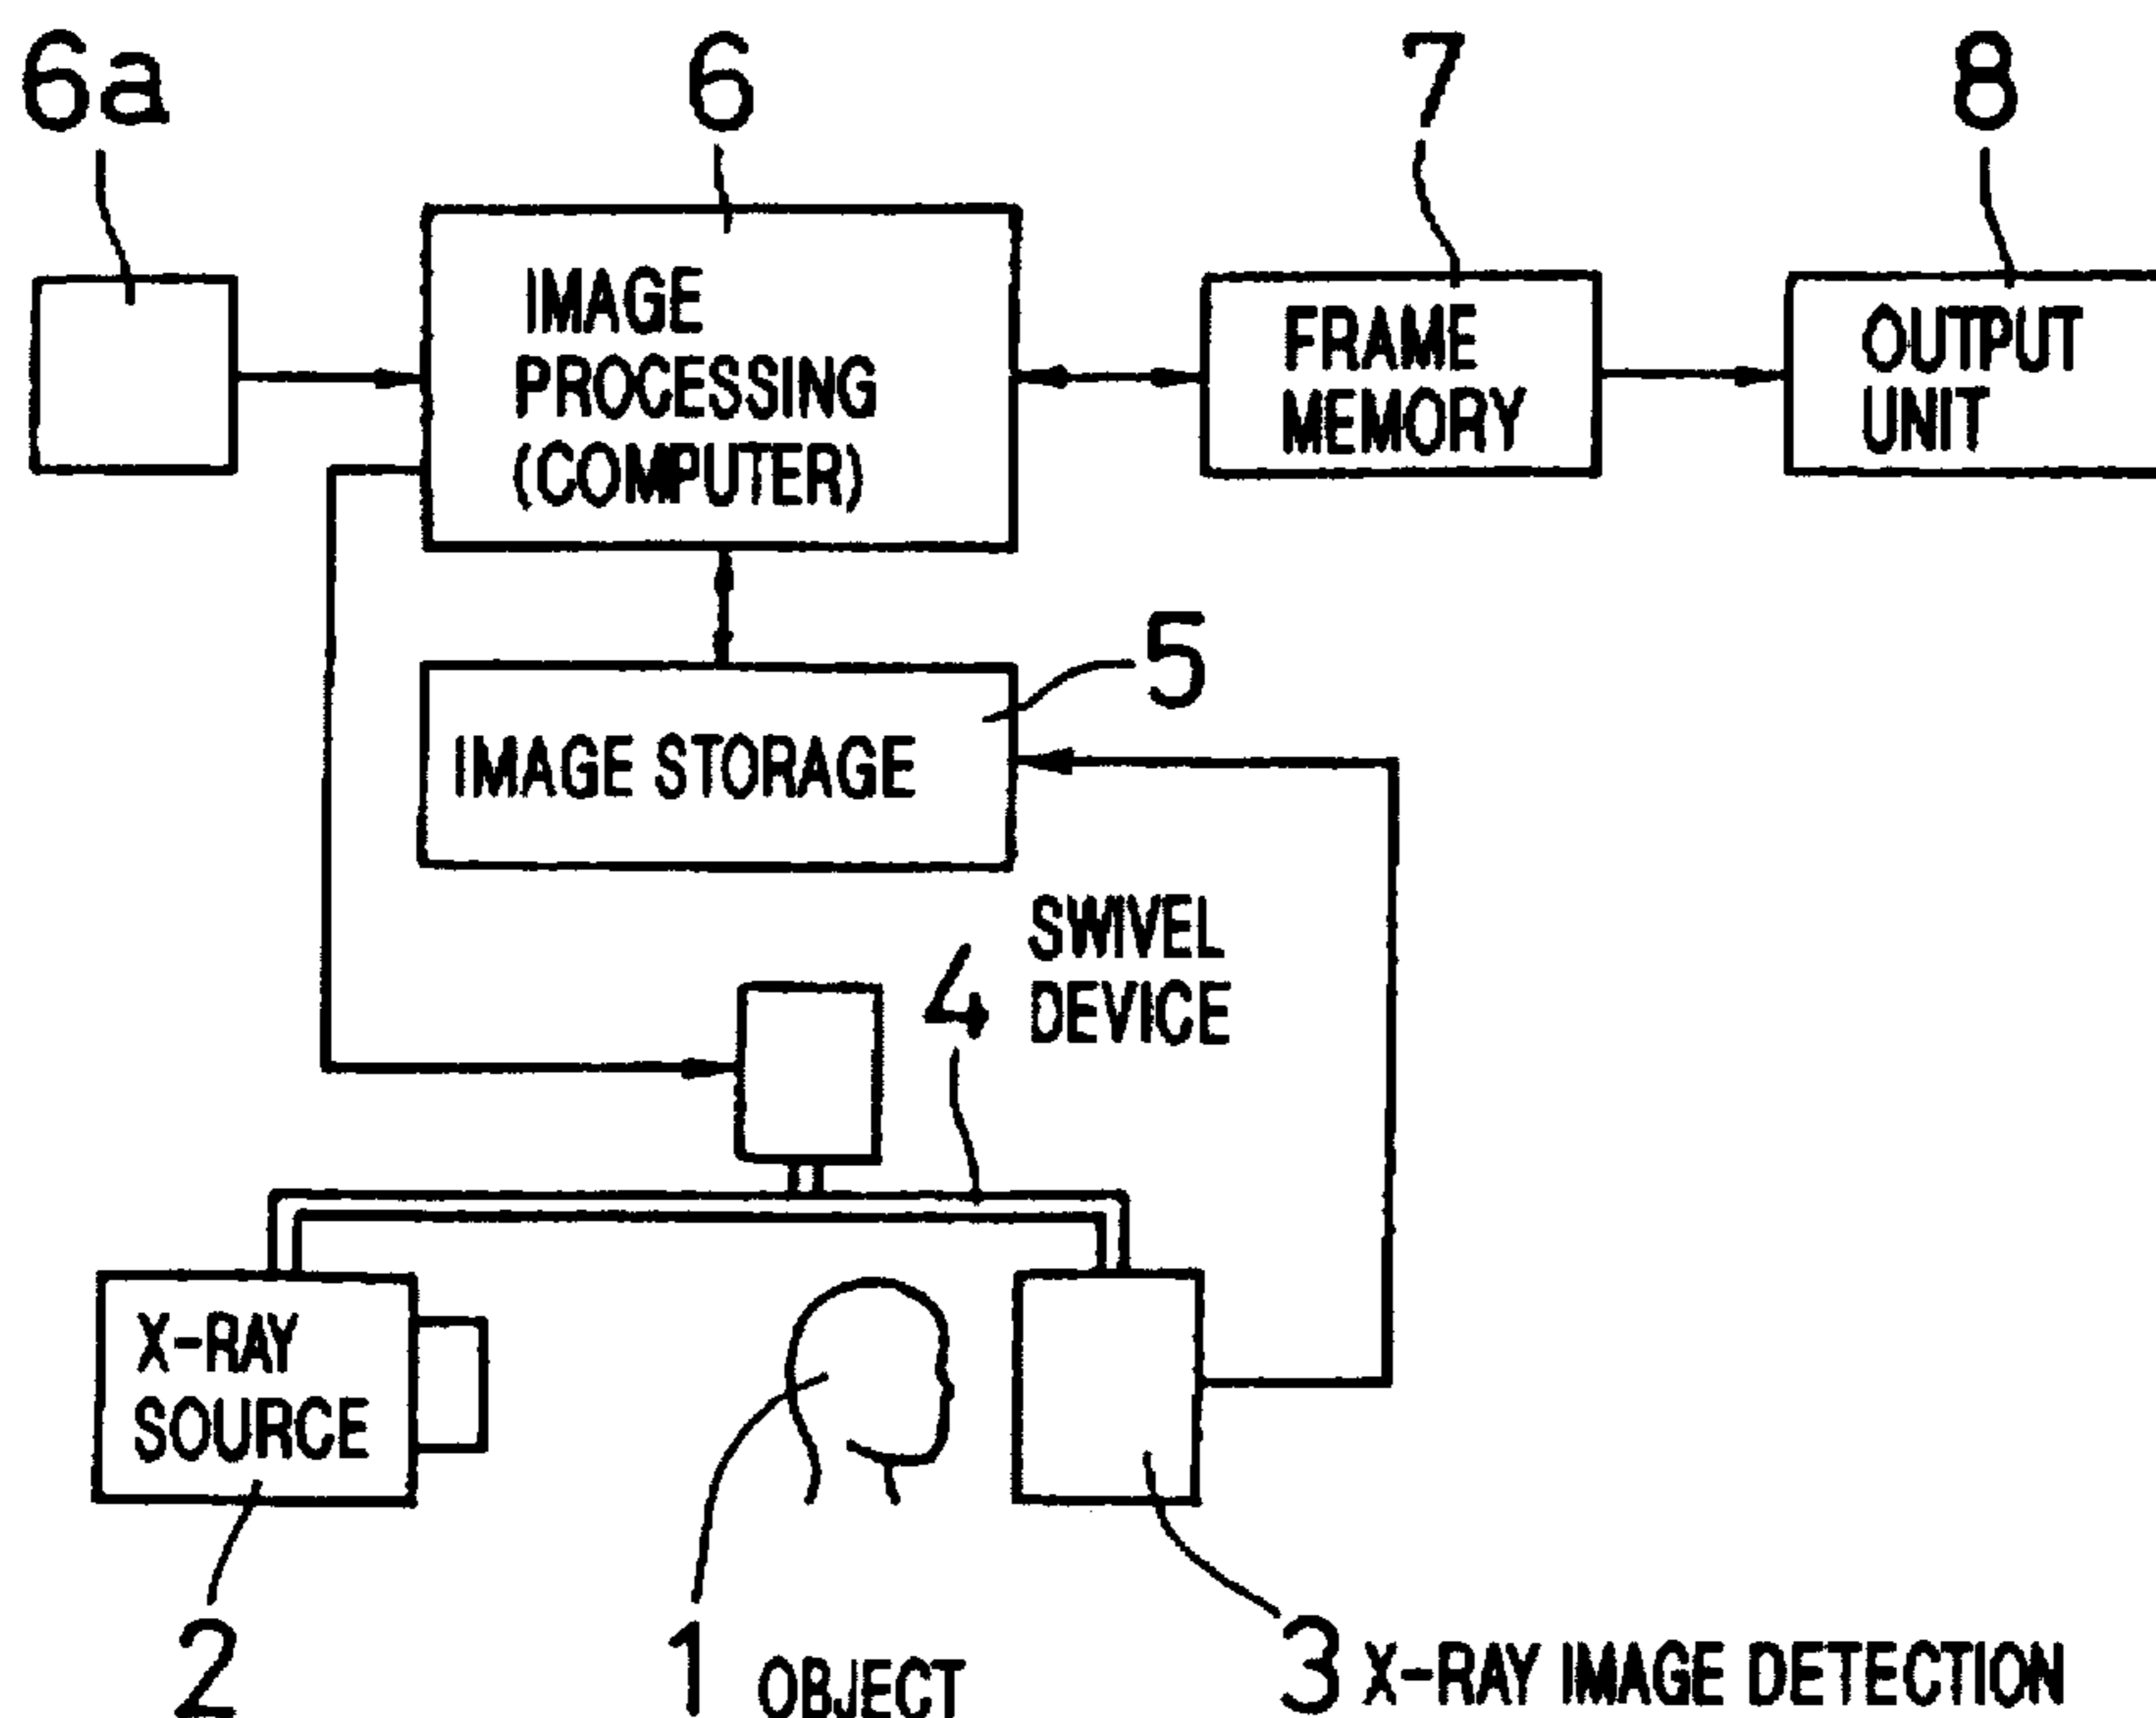 6a
6
7
8
IMAGE
PROCESSING
(COMPUTER)
FRAME
MEMORY
OUTPUT
UNIT
5
IMAGE STORAGE
4
SWIVEL
DEVICE
X-RAY
SOURCE
2
1 OBJECT
3 X-RAY IMAGE DETECTION